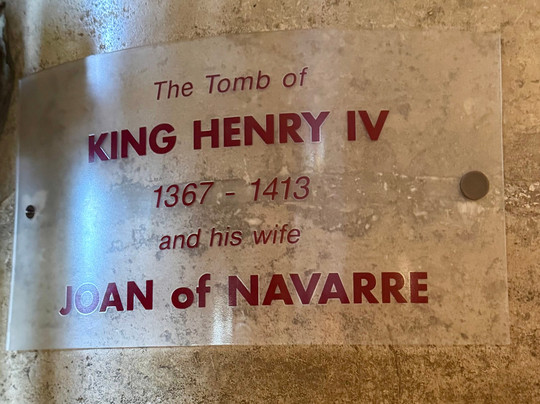 The Tomb of
KING HENRY IV
1367 - 1413
and his wife
JOAN of NAVARRE